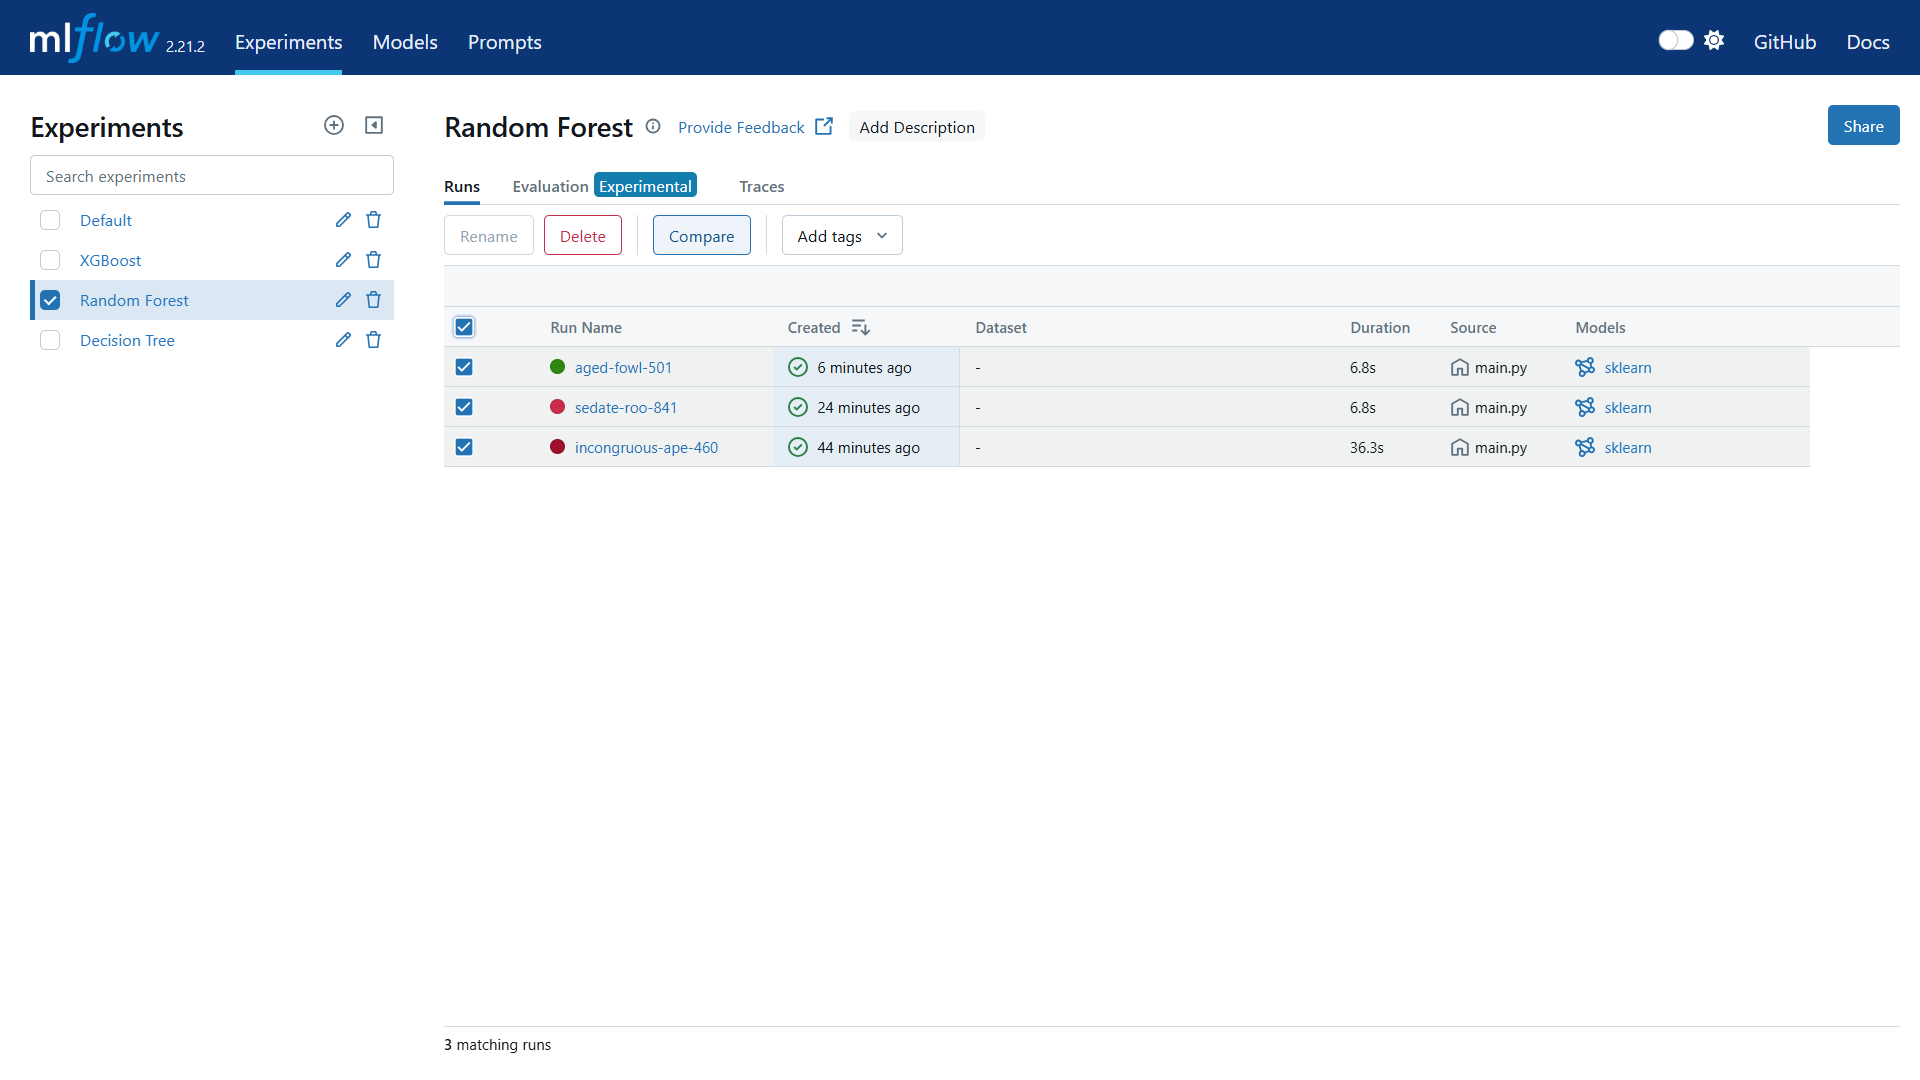 mlflow 2.21.2 Experiments Models Prompts GitHub Docs
Experiments
Search experiments
Default
XGBoost
Random Forest
Decision Tree
Random Forest Provide Feedback Add Description Share
Runs Evaluation Experimental Traces
Rename Delete Compare Add tags
Run Name Created Dataset Duration Source Models
aged-fowl-501 6 minutes ago - 6.8s main.py sklearn
sedate-roo-841 24 minutes ago - 6.8s main.py sklearn
incongruous-ape-460 44 minutes ago - 36.3s main.py sklearn
3 matching runs